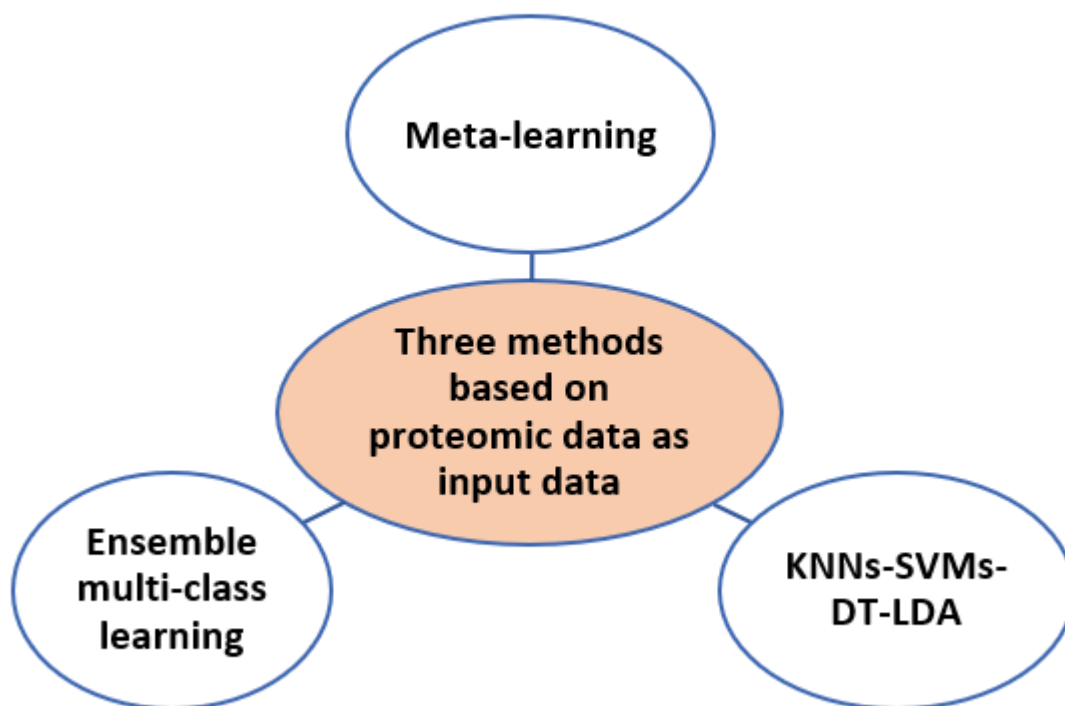 Meta-learning
Three methods
based on
proteomic data as
input data
Ensemble
multi-class
learning
KNNs-SVMs-
DT-LDA